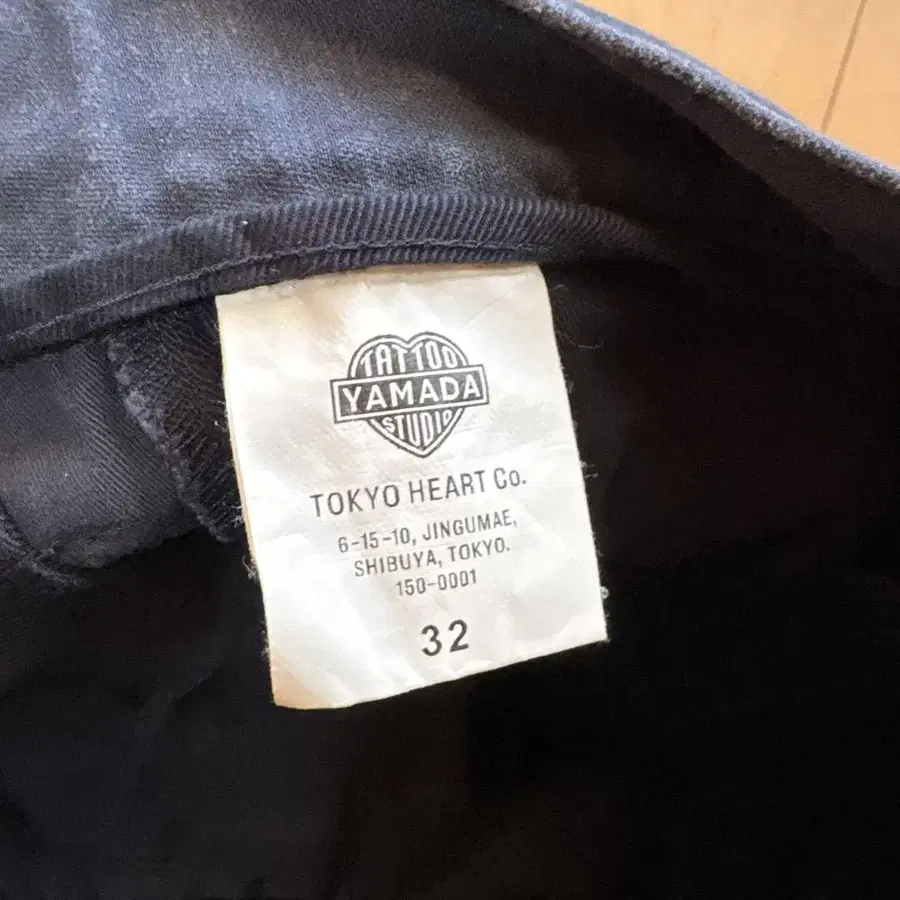 TATTOO
YAMADA
STUDIO
TOKYO HEART Co.
6-15-10, JINGUMAE,
SHIBUYA, TOKYO.
150-0001
32